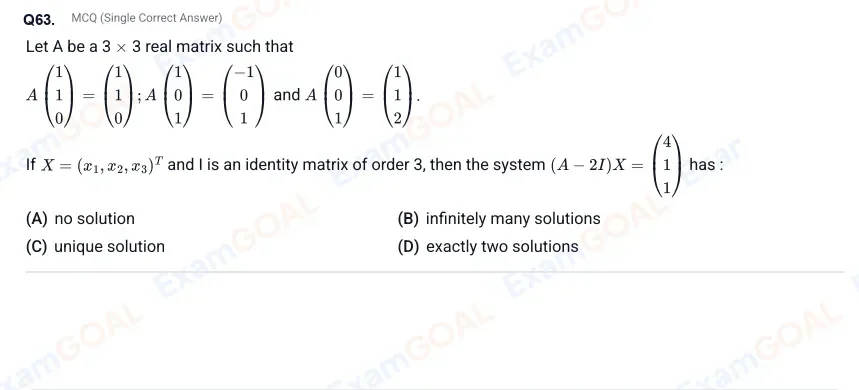 Q63. MCQ (Single Correct Answer)
Let A be a 3 × 3 real matrix such that
A(1 1 0) = (1 1 0); A(1 0 1) = (−1 0 1) and A(0 0 1) = (1 1 2).
If X = (x₁, x₂, x₃)ᵀ and I is an identity matrix of order 3, then the system (A − 2I)X = (4 1 1) has :
(A) no solution
(B) infinitely many solutions
(C) unique solution
(D) exactly two solutions
ExamGOAL